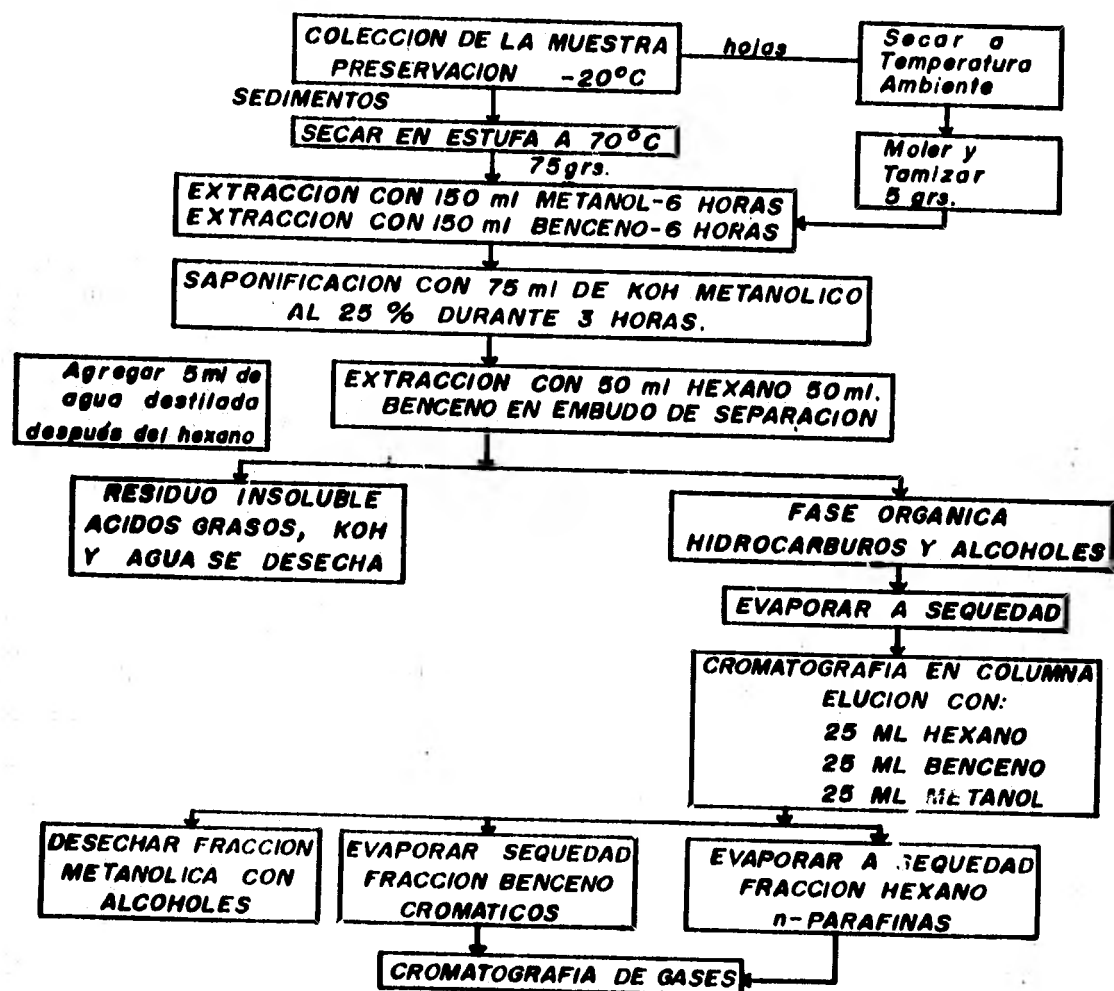 COLECCION DE LA MUESTRA
PRESERVACION -20°C
hojas
Secar a
Temperatura
Ambiente
SEDIMENTOS
SECAR EN ESTUFA A 70°C
75grs.
Moler y
Tamizar
5 grs.
EXTRACCION CON 150 ml METANOL-6 HORAS
EXTRACCION CON 150 ml BENCENO-6 HORAS
SAPONIFICACION CON 75 ml DE KOH METANOLICO
AL 25 % DURANTE 3 HORAS.
Agregar 5ml de
agua destilada
después del hexano
EXTRACCION CON 50 ml HEXANO 50ml.
BENCENO EN EMBUDO DE SEPARACION
RESIDUO INSOLUBLE
ACIDOS GRASOS, KOH
Y AGUA SE DESECHA
FASE ORGANICA
HIDROCARBUROS Y ALCOHOLES
EVAPORAR A SEQUEDAD
CROMATOGRAFIA EN COLUMNA
ELUCION CON:
25 ML HEXANO
25 ML BENCENO
25 ML METANOL
DESECHAR FRACCION
METANOLICA CON
ALCOHOLES
EVAPORAR SEQUEDAD
FRACCION BENCENO
CROMATICOS
EVAPORAR A SEQUEDAD
FRACCION HEXANO
n-PARAFINAS
CROMATOGRAFIA DE GASES